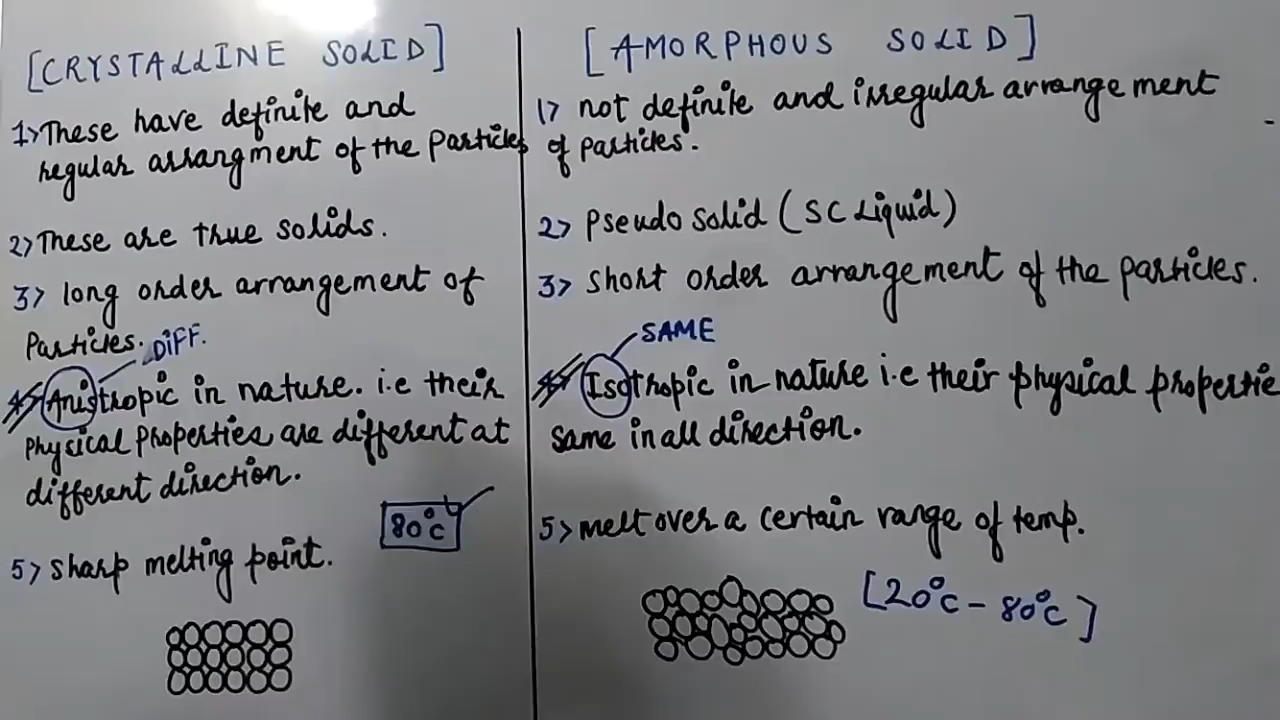 [CRYSTALLINE SOLID]
1> These have definite and
regular arrangment of the Particles
2> These are true solids.
3> long order arrangement of
Particles.
DIFF.
4> Anistropic in nature. i.e their
Physical Properties are different at
different direction.
80°C
5> sharp melting point.
[AMORPHOUS SOLID]
1> not definite and irregular arrangement
of particles.
2> Pseudo solid (SC Liquid)
3> short order arrangement of the particles.
SAME
4> Isotropic in nature i.e their physical propertie
same in all direction.
5> melt over a certain range of temp.
[20°C - 80°C]